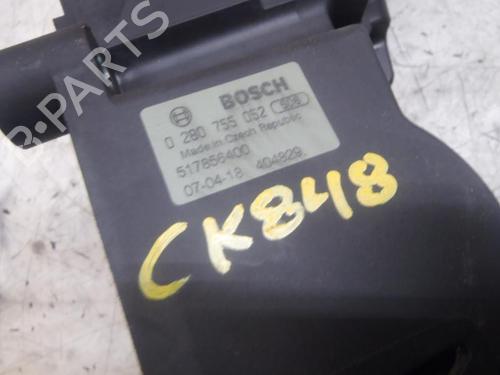 BOSCH
0 280 755 052
Made in Czech Republic
517856400
07-04-18 404829
CK848
B-PARTS